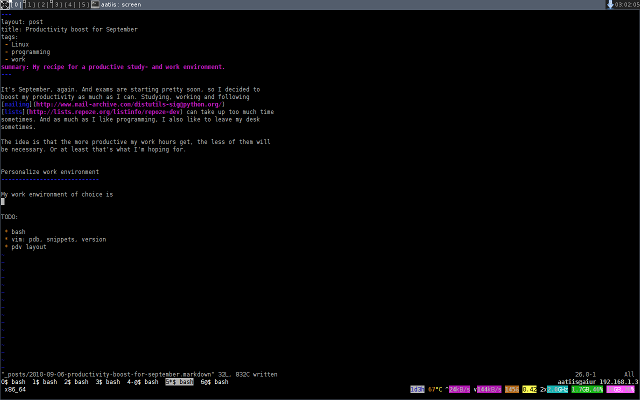 [0] [1] [2] [3] [4] [5] aatis: screen 03:02:05
---
layout: post
title: Productivity boost for September
tags:
- Linux
- programming
- work
summary: My recipe for a productive study- and work environment.
---
It's September, again. And exams are starting pretty soon, so I decided to
boost my productivity as much as I can. Studying, working and following
[mailing](http://www.mail-archive.com/distutils-sig@python.org/)
[lists](http://lists.repoze.org/listinfo/repoze-dev) can take up too much time
sometimes. And as much as I like programming, I also like to leave my desk
sometimes.
The idea is that the more productive my work hours get, the less of them will
be necessary. Or at least that's what I'm hoping for.
Personalize work environment
----------------------------
My work environment of choice is
TODO:
* bash
* vim: pdb, snippets, version
* pdv layout
"_posts/2010-09-06-productivity-boost-for-september.markdown" 32L, 832C written 26,0-1 All
0$ bash 1$ bash 2$ bash 3$ bash 4-@$ bash 5*$ bash 6@$ bash aatiisgaiur 192.168.1.3
x86_64 67°C ^24kB/s v144kB/s 0.42